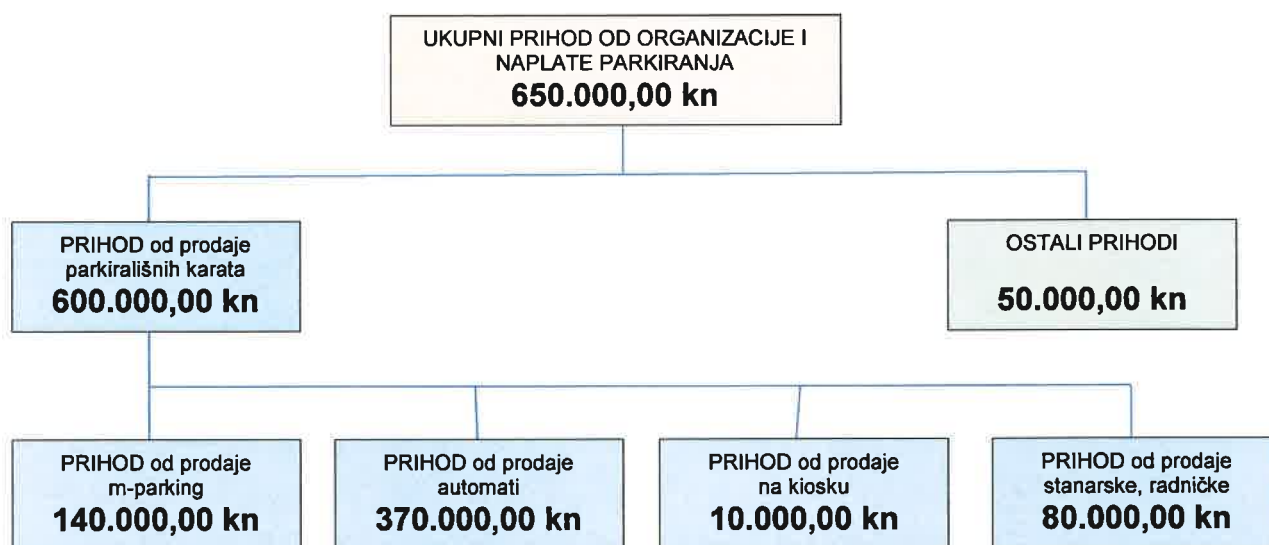 UKUPNI PRIHOD OD ORGANIZACIJE I
NAPLATE PARKIRANJA
650.000,00 kn
PRIHOD od prodaje
parkirališnih karata
600.000,00 kn
OSTALI PRIHODI
50.000,00 kn
PRIHOD od prodaje
m-parking
140.000,00 kn
PRIHOD od prodaje
automati
370.000,00 kn
PRIHOD od prodaje
na kiosku
10.000,00 kn
PRIHOD od prodaje
stanarske, radničke
80.000,00 kn